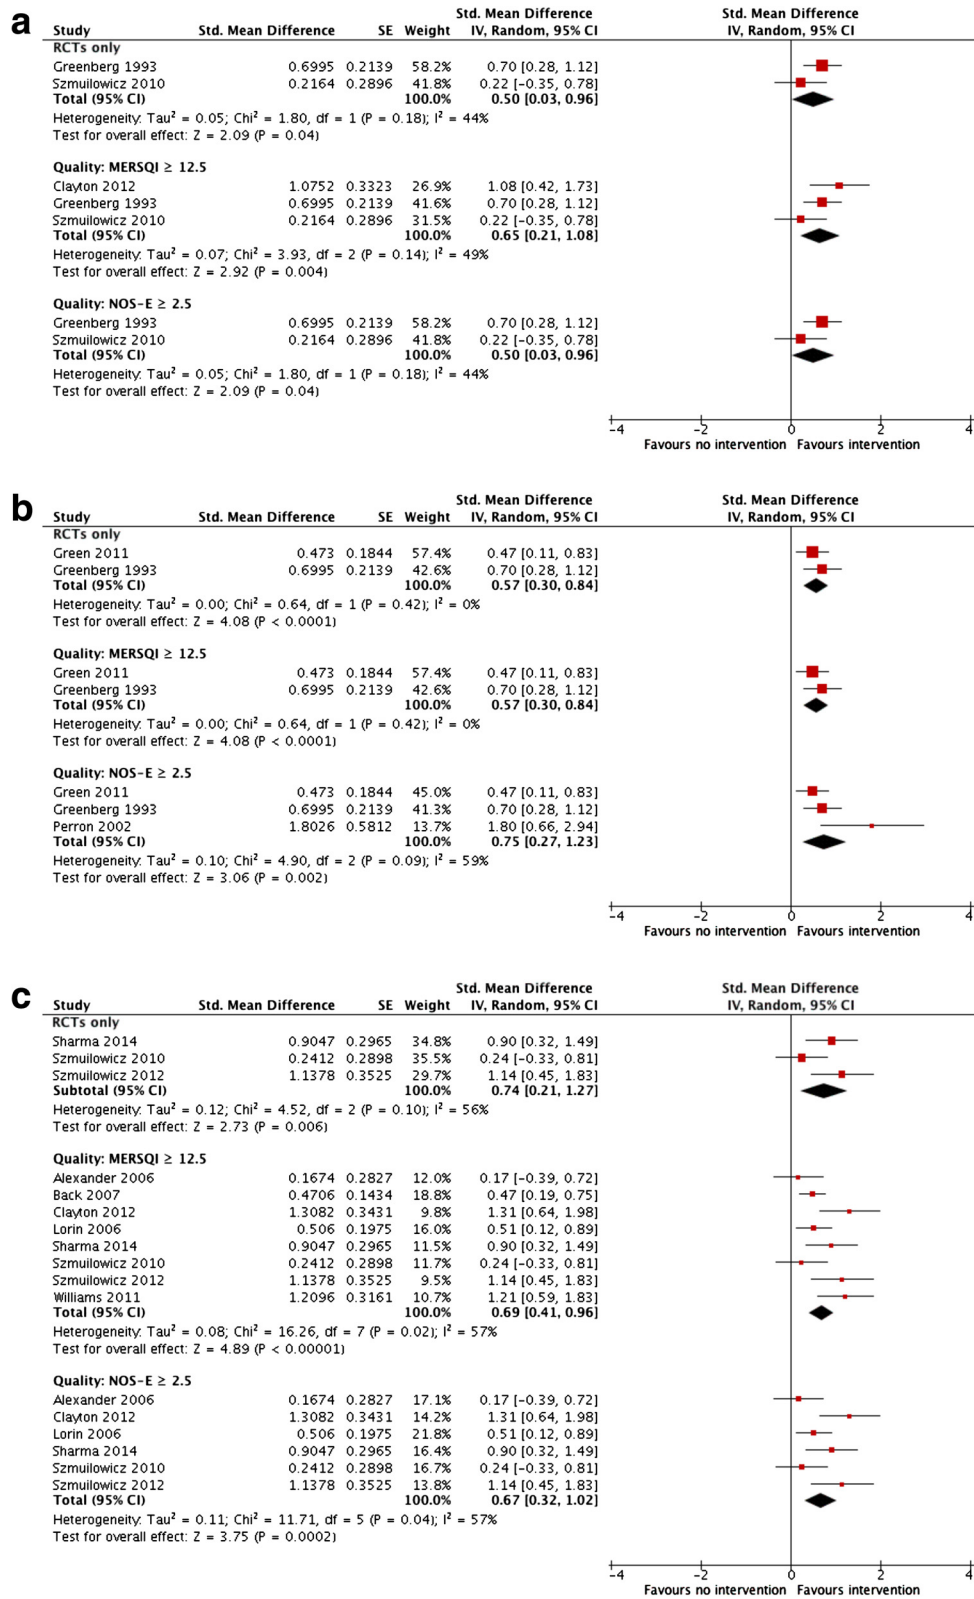 a
Std. Mean Difference Std. Mean Difference
Study Std. Mean Difference SE Weight IV, Random, 95% CI IV, Random, 95% CI
RCTs only
Greenberg 1993 0.6995 0.2139 58.2% 0.70 [0.28, 1.12]
Szmuilowicz 2010 0.2164 0.2896 41.8% 0.22 [-0.35, 0.78]
Total (95% CI) 100.0% 0.50 [0.03, 0.96]
Heterogeneity: Tau² = 0.05; Chi² = 1.80, df = 1 (P = 0.18); I² = 44%
Test for overall effect: Z = 2.09 (P = 0.04)
Quality: MERSQI ≥ 12.5
Clayton 2012 1.0752 0.3323 26.9% 1.08 [0.42, 1.73]
Greenberg 1993 0.6995 0.2139 41.6% 0.70 [0.28, 1.12]
Szmuilowicz 2010 0.2164 0.2896 31.5% 0.22 [-0.35, 0.78]
Total (95% CI) 100.0% 0.65 [0.21, 1.08]
Heterogeneity: Tau² = 0.07; Chi² = 3.93, df = 2 (P = 0.14); I² = 49%
Test for overall effect: Z = 2.92 (P = 0.004)
Quality: NOS-E ≥ 2.5
Greenberg 1993 0.6995 0.2139 58.2% 0.70 [0.28, 1.12]
Szmuilowicz 2010 0.2164 0.2896 41.8% 0.22 [-0.35, 0.78]
Total (95% CI) 100.0% 0.50 [0.03, 0.96]
Heterogeneity: Tau² = 0.05; Chi² = 1.80, df = 1 (P = 0.18); I² = 44%
Test for overall effect: Z = 2.09 (P = 0.04)
-4 -2 0 2 4
Favours no intervention Favours intervention
b
Std. Mean Difference Std. Mean Difference
Study Std. Mean Difference SE Weight IV, Random, 95% CI IV, Random, 95% CI
RCTs only
Green 2011 0.473 0.1844 57.4% 0.47 [0.11, 0.83]
Greenberg 1993 0.6995 0.2139 42.6% 0.70 [0.28, 1.12]
Total (95% CI) 100.0% 0.57 [0.30, 0.84]
Heterogeneity: Tau² = 0.00; Chi² = 0.64, df = 1 (P = 0.42); I² = 0%
Test for overall effect: Z = 4.08 (P < 0.0001)
Quality: MERSQI ≥ 12.5
Green 2011 0.473 0.1844 57.4% 0.47 [0.11, 0.83]
Greenberg 1993 0.6995 0.2139 42.6% 0.70 [0.28, 1.12]
Total (95% CI) 100.0% 0.57 [0.30, 0.84]
Heterogeneity: Tau² = 0.00; Chi² = 0.64, df = 1 (P = 0.42); I² = 0%
Test for overall effect: Z = 4.08 (P < 0.0001)
Quality: NOS-E ≥ 2.5
Green 2011 0.473 0.1844 45.0% 0.47 [0.11, 0.83]
Greenberg 1993 0.6995 0.2139 41.3% 0.70 [0.28, 1.12]
Perron 2002 1.8026 0.5812 13.7% 1.80 [0.66, 2.94]
Total (95% CI) 100.0% 0.75 [0.27, 1.23]
Heterogeneity: Tau² = 0.10; Chi² = 4.90, df = 2 (P = 0.09); I² = 59%
Test for overall effect: Z = 3.06 (P = 0.002)
-4 -2 0 2 4
Favours no intervention Favours intervention
c
Std. Mean Difference Std. Mean Difference
Study Std. Mean Difference SE Weight IV, Random, 95% CI IV, Random, 95% CI
RCTs only
Sharma 2014 0.9047 0.2965 34.8% 0.90 [0.32, 1.49]
Szmuilowicz 2010 0.2412 0.2898 35.5% 0.24 [-0.33, 0.81]
Szmuilowicz 2012 1.1378 0.3525 29.7% 1.14 [0.45, 1.83]
Subtotal (95% CI) 100.0% 0.74 [0.21, 1.27]
Heterogeneity: Tau² = 0.12; Chi² = 4.52, df = 2 (P = 0.10); I² = 56%
Test for overall effect: Z = 2.73 (P = 0.006)
Quality: MERSQI ≥ 12.5
Alexander 2006 0.1674 0.2827 12.0% 0.17 [-0.39, 0.72]
Back 2007 0.4706 0.1434 18.8% 0.47 [0.19, 0.75]
Clayton 2012 1.3082 0.3431 9.8% 1.31 [0.64, 1.98]
Lorin 2006 0.506 0.1975 16.0% 0.51 [0.12, 0.89]
Sharma 2014 0.9047 0.2965 11.5% 0.90 [0.32, 1.49]
Szmuilowicz 2010 0.2412 0.2898 11.7% 0.24 [-0.33, 0.81]
Szmuilowicz 2012 1.1378 0.3525 9.5% 1.14 [0.45, 1.83]
Williams 2011 1.2096 0.3161 10.7% 1.21 [0.59, 1.83]
Total (95% CI) 100.0% 0.69 [0.41, 0.96]
Heterogeneity: Tau² = 0.08; Chi² = 16.26, df = 7 (P = 0.02); I² = 57%
Test for overall effect: Z = 4.89 (P < 0.00001)
Quality: NOS-E ≥ 2.5
Alexander 2006 0.1674 0.2827 17.1% 0.17 [-0.39, 0.72]
Clayton 2012 1.3082 0.3431 14.2% 1.31 [0.64, 1.98]
Lorin 2006 0.506 0.1975 21.8% 0.51 [0.12, 0.89]
Sharma 2014 0.9047 0.2965 16.4% 0.90 [0.32, 1.49]
Szmuilowicz 2010 0.2412 0.2898 16.7% 0.24 [-0.33, 0.81]
Szmuilowicz 2012 1.1378 0.3525 13.8% 1.14 [0.45, 1.83]
Total (95% CI) 100.0% 0.67 [0.32, 1.02]
Heterogeneity: Tau² = 0.11; Chi² = 11.71, df = 5 (P = 0.04); I² = 57%
Test for overall effect: Z = 3.75 (P = 0.0002)
-4 -2 0 2 4
Favours no intervention Favours intervention